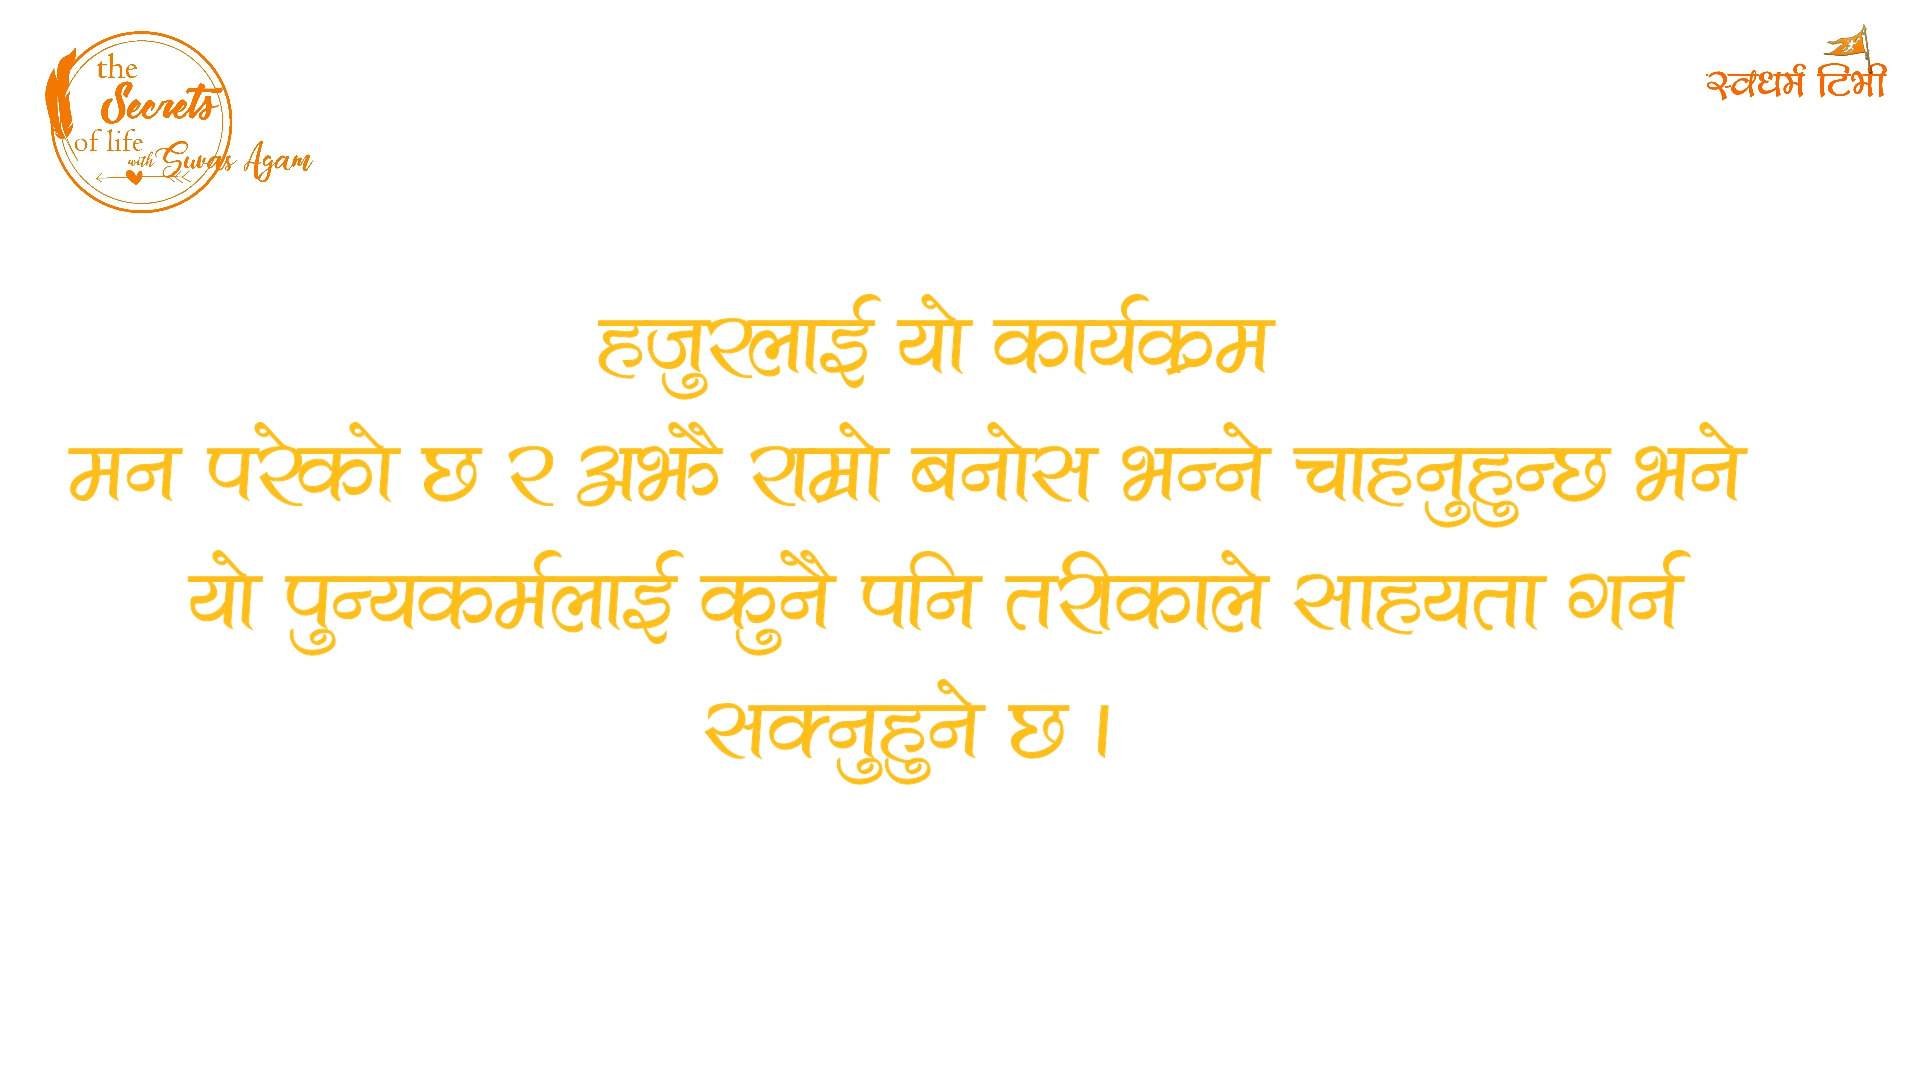 the
Secrets
of life
with Suvas Agam
स्वधर्म टिभी
हजुरलाई यो कार्यक्रम
मन परेको छ र अझै राम्रो बनोस भन्ने चाहनुहुन्छ भने
यो पुन्यकर्मलाई कुनै पनि तरीकाले साहयता गर्न
सक्नुहुने छ ।